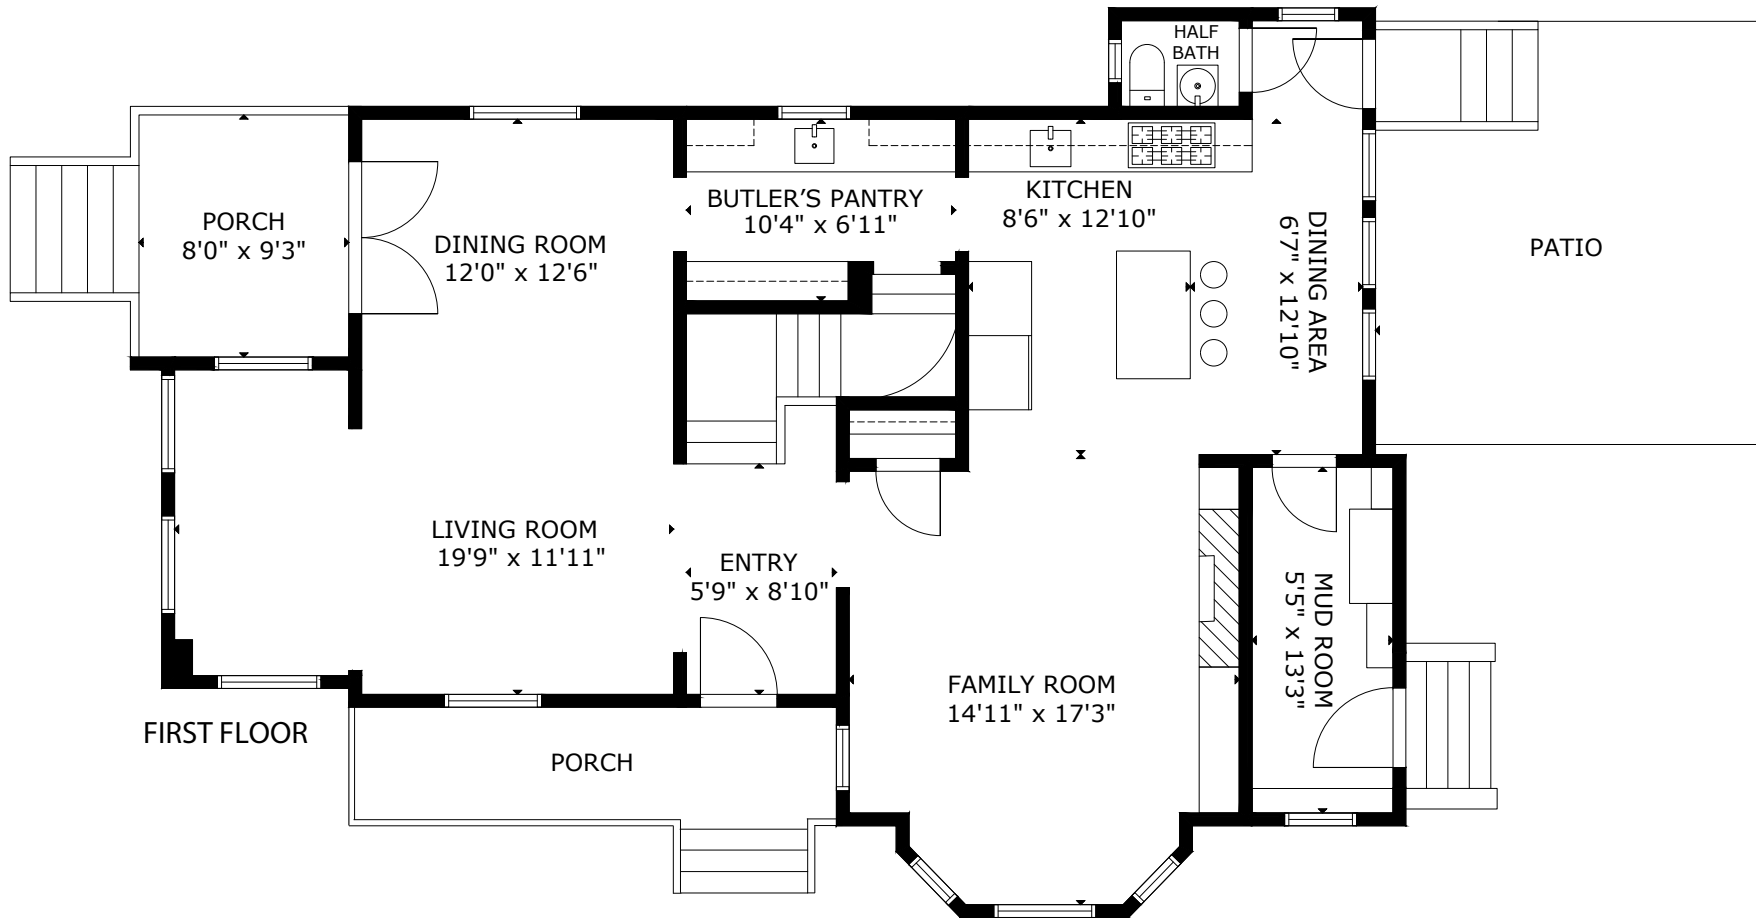 HALF
BATH
PORCH
8'0" x 9'3"
DINING ROOM
12'0" x 12'6"
BUTLER’S PANTRY
10'4" x 6'11"
KITCHEN
8'6" x 12'10"
DINING AREA
6'7" x 12'10"
PATIO
LIVING ROOM
19'9" x 11'11"
ENTRY
5'9" x 8'10"
FAMILY ROOM
14'11" x 17'3"
MUD ROOM
5'5" x 13'3"
FIRST FLOOR
PORCH